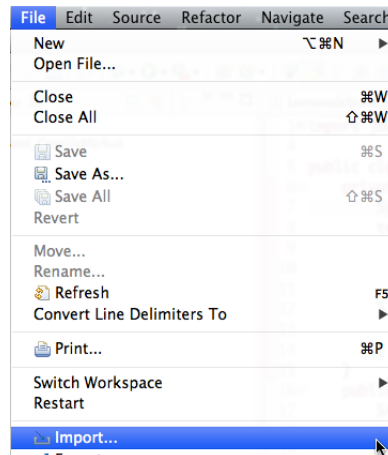 File Edit Source Refactor Navigate Search
New ⌥⌘N ▶
Open File...
Close ⌘W
Close All ⇧⌘W
Save ⌘S
Save As...
Save All ⇧⌘S
Revert
Move...
Rename...
Refresh F5
Convert Line Delimiters To ▶
Print... ⌘P
Switch Workspace ▶
Restart
Import...